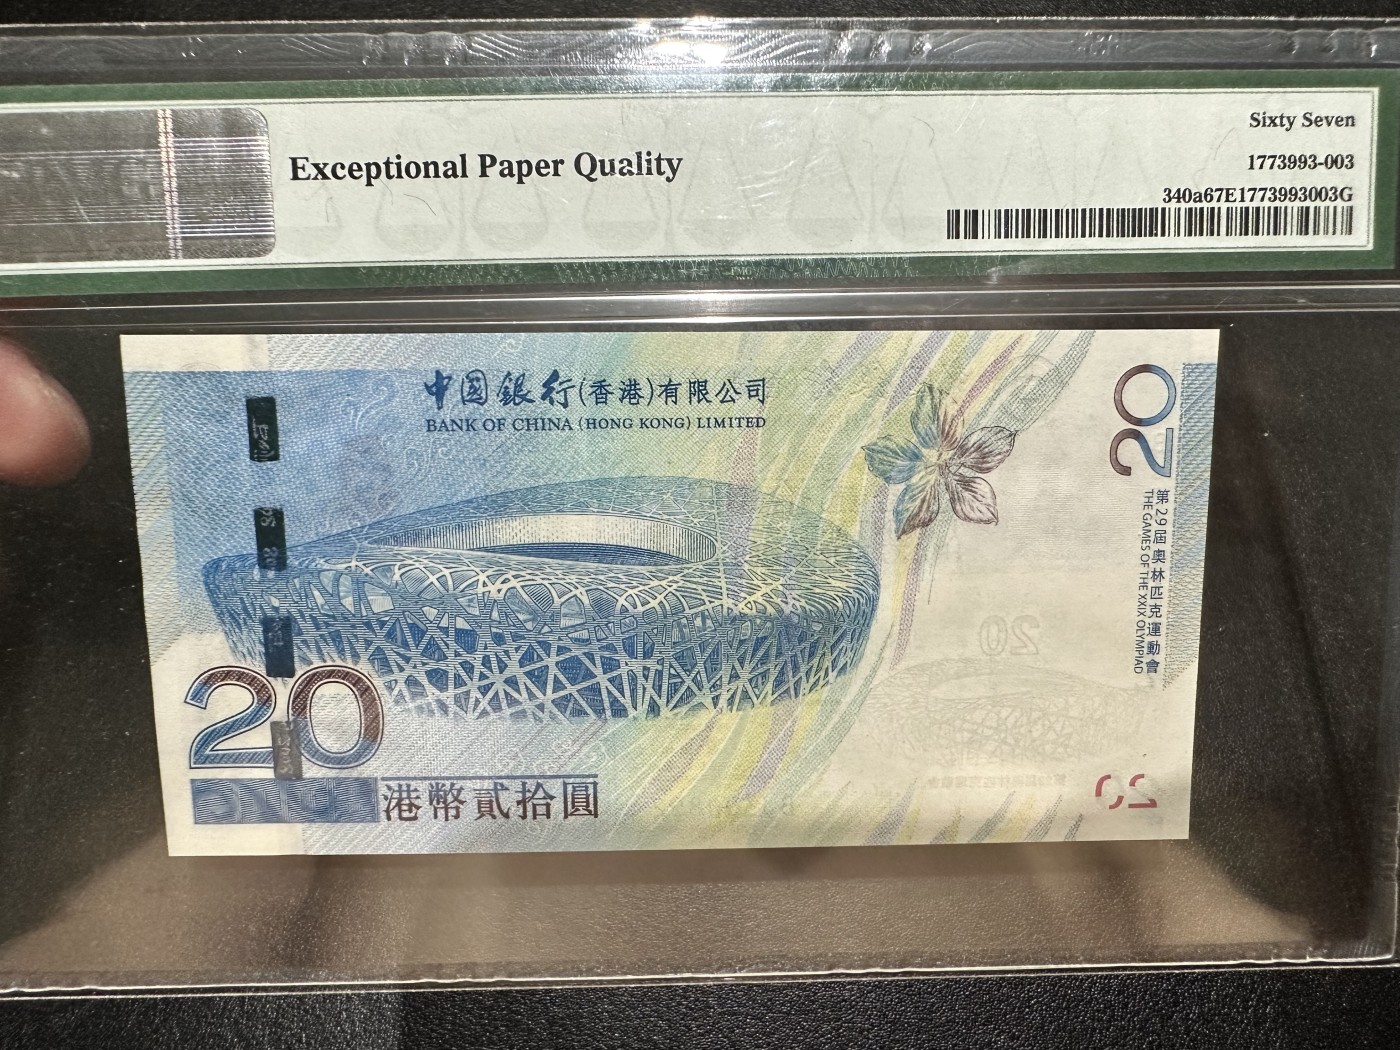 Sixty Seven
Exceptional Paper Quality
1773993-003
340a67E1773993003G
中國銀行(香港)有限公司
BANK OF CHINA (HONG KONG) LIMITED
20
第29屆奧林匹克運動會
THE GAMES OF THE XXIX OLYMPIAD
20
20
港幣貳拾圓